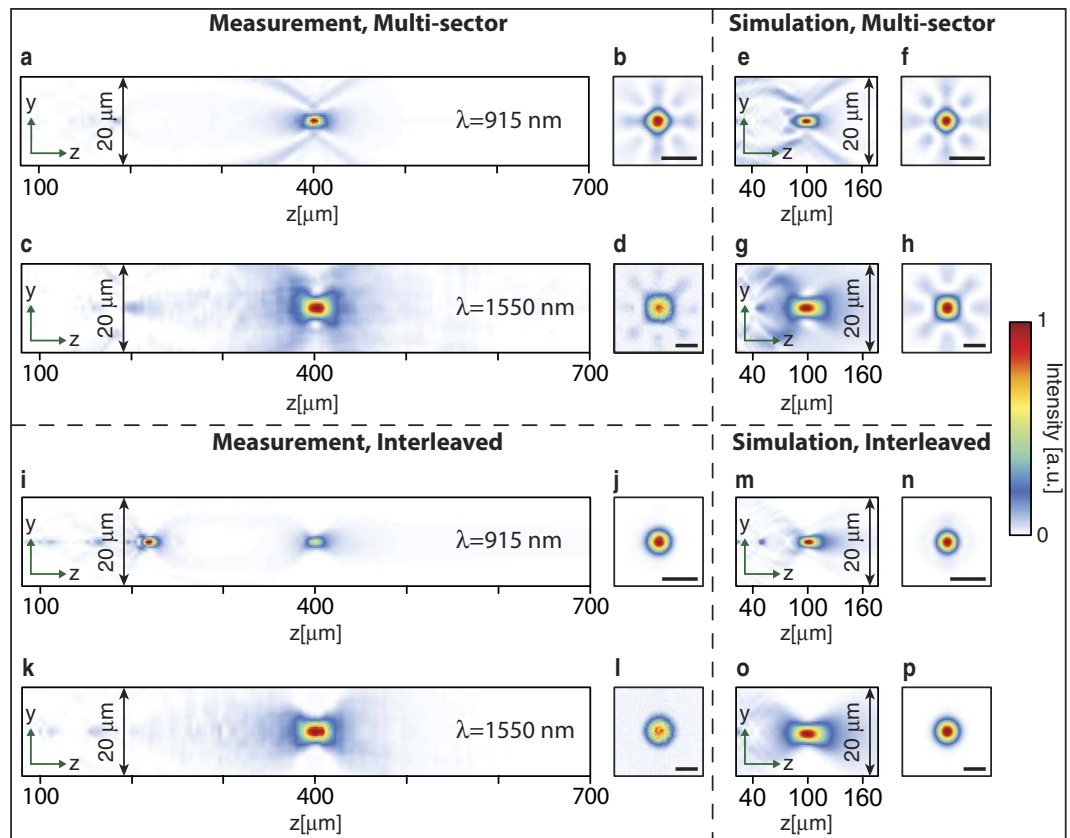 Measurement, Multi-sector
Simulation, Multi-sector
a
b
e
f
y
z
20 μm
λ=915 nm
y
z
20 μm
100
400
700
z[μm]
40
100
160
z[μm]
c
d
g
h
y
z
20 μm
λ=1550 nm
y
z
20 μm
100
400
700
z[μm]
40
100
160
z[μm]
1
Intensity [a.u.]
0
Measurement, Interleaved
Simulation, Interleaved
i
j
m
n
y
z
20 μm
λ=915 nm
y
z
20 μm
100
400
700
z[μm]
40
100
160
z[μm]
k
l
o
p
y
z
20 μm
λ=1550 nm
y
z
20 μm
100
400
700
z[μm]
40
100
160
z[μm]